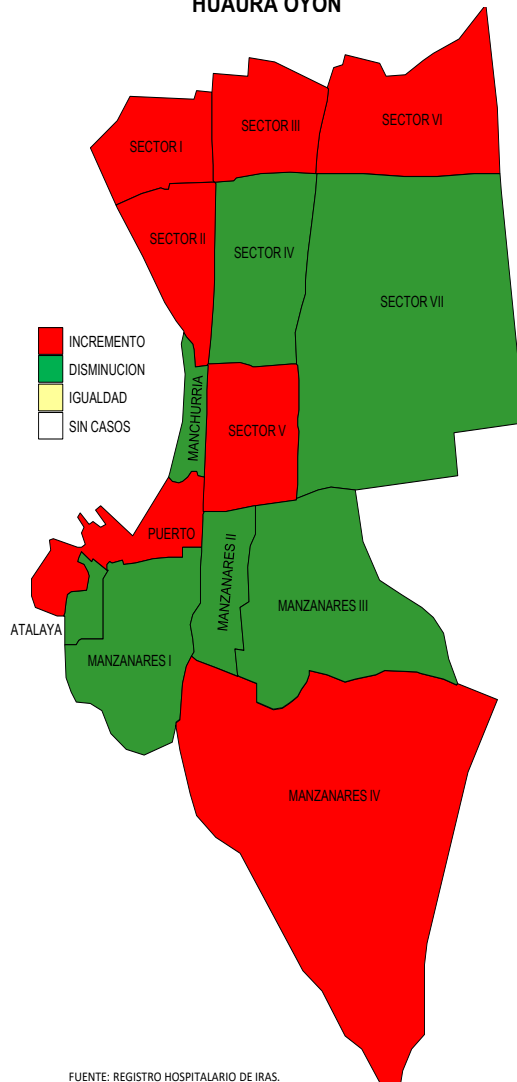 HUAURA OYON
SECTOR VI
SECTOR III
SECTOR I
SECTOR II
SECTOR IV
SECTOR VII
INCREMENTO
DISMINUCION
IGUALDAD
SIN CASOS
MANCHURRIA
SECTOR V
PUERTO
MANZANARES II
MANZANARES III
ATALAYA
MANZANARES I
MANZANARES IV
FUENTE: REGISTRO HOSPITALARIO DE IRAS.